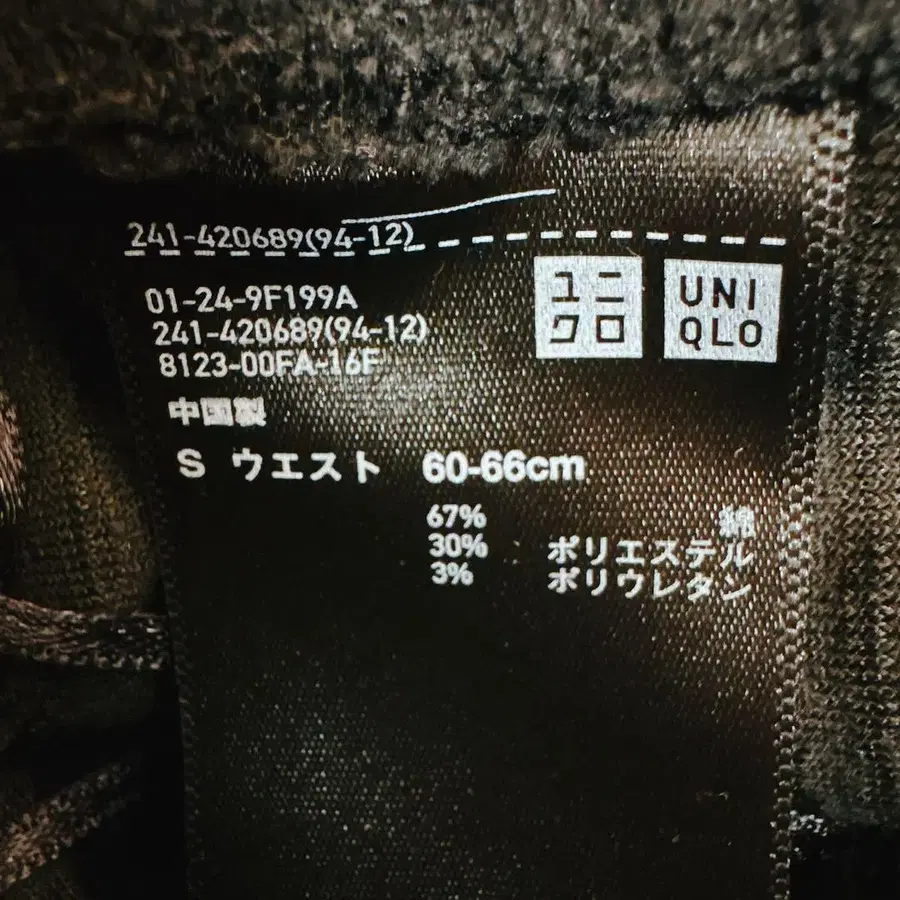 241-420689(94-12)
ユニ
クロ
UNI
QLO
01-24-9F199A
241-420689(94-12)
8123-00FA-16F
中国製
S ウエスト 60-66cm
67% 綿
30% ポリエステル
3% ポリウレタン